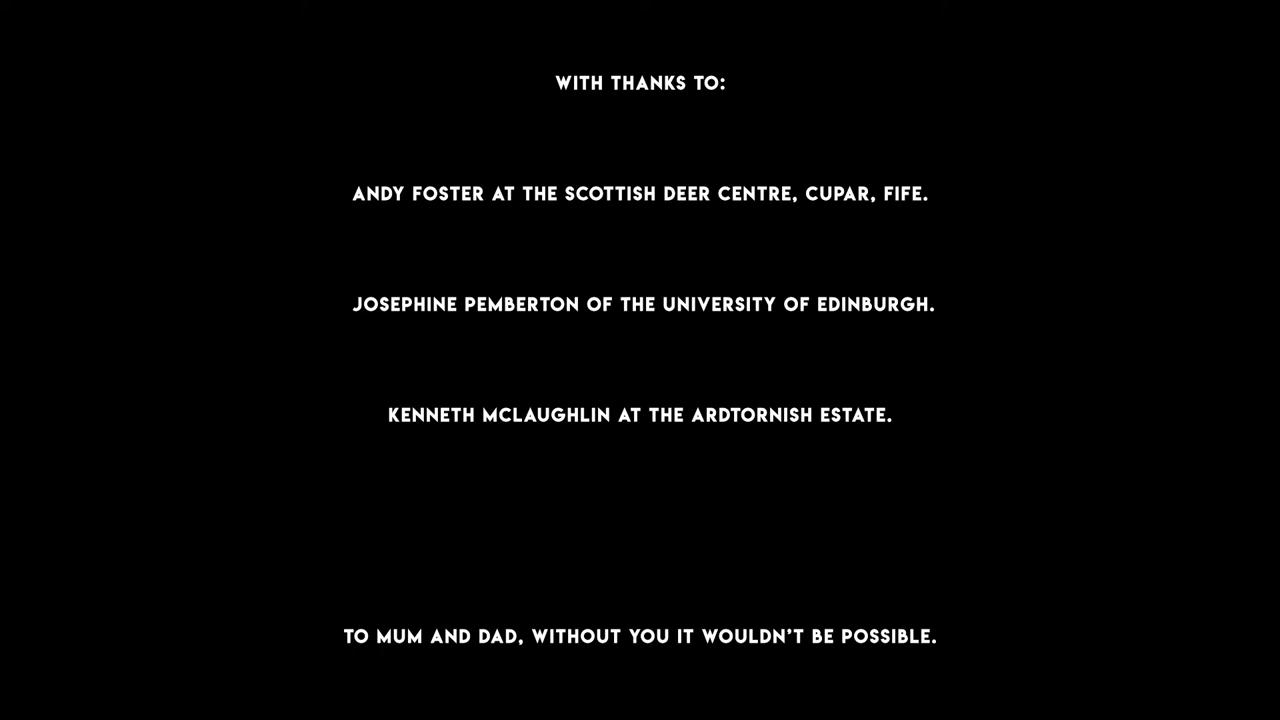 WITH THANKS TO:
ANDY FOSTER AT THE SCOTTISH DEER CENTRE, CUPAR, FIFE.
JOSEPHINE PEMBERTON OF THE UNIVERSITY OF EDINBURGH.
KENNETH MCLAUGHLIN AT THE ARDTORNISH ESTATE.
TO MUM AND DAD, WITHOUT YOU IT WOULDN'T BE POSSIBLE.